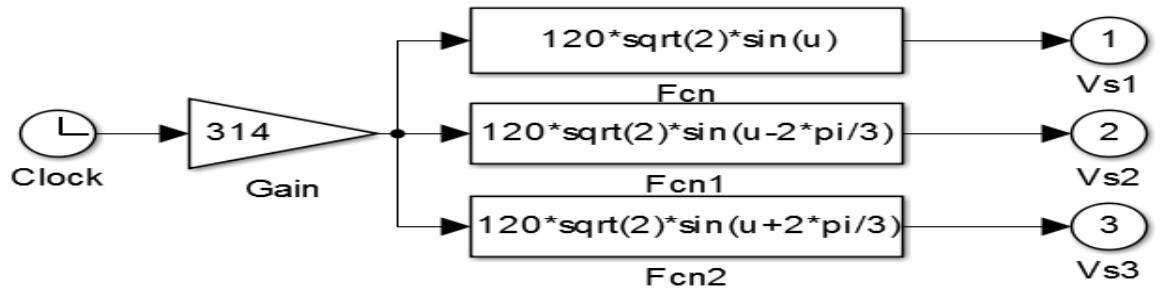 120*sqrt(2)*sin(u)
1
Fcn
Vs1
314
120*sqrt(2)*sin(u-2*pi/3)
2
Clock
Gain
Fcn1
Vs2
120*sqrt(2)*sin(u+2*pi/3)
3
Fcn2
Vs3